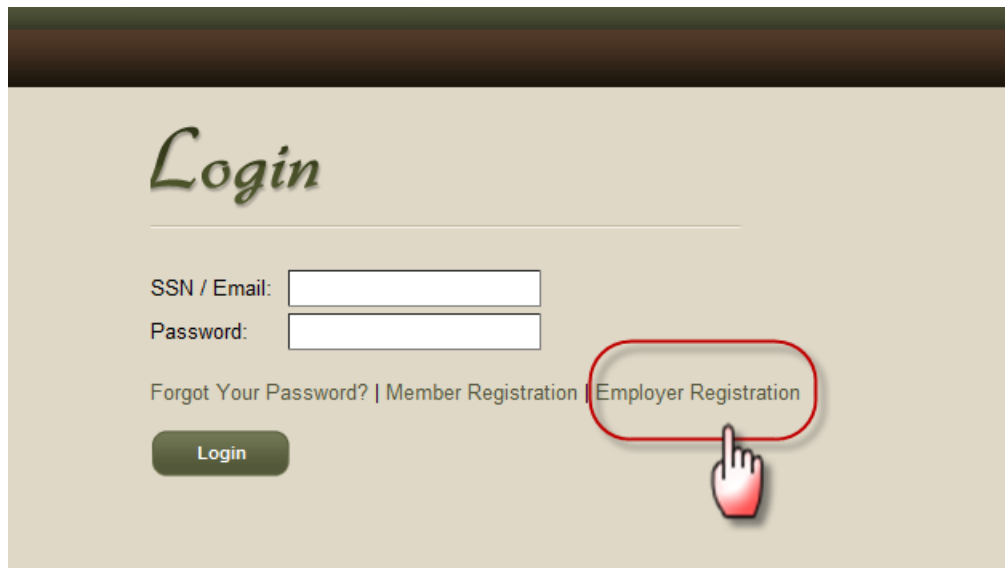 Login
SSN / Email:
Password:
Forgot Your Password? | Member Registration | Employer Registration
Login